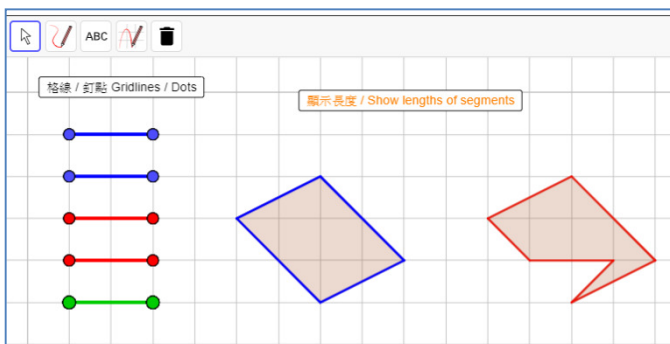 ABC
格線 / 釘點 Gridlines / Dots
顯示長度 / Show lengths of segments